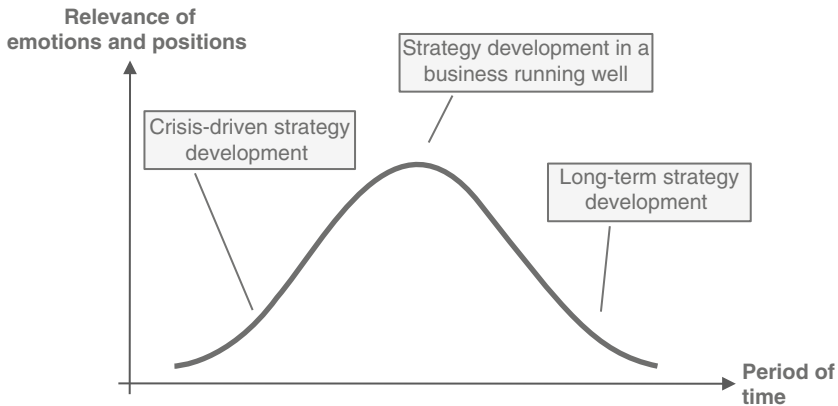 Relevance of
emotions and positions
Strategy development in a
business running well
Crisis-driven strategy
development
Long-term strategy
development
Period of
time